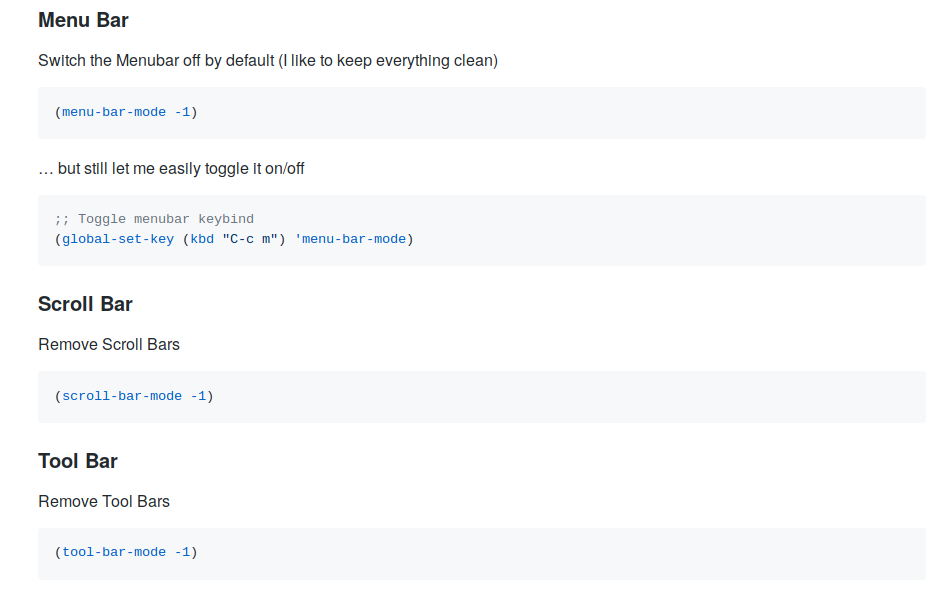 Menu Bar
Switch the Menubar off by default (I like to keep everything clean)
(menu-bar-mode -1)
… but still let me easily toggle it on/off
;; Toggle menubar keybind
(global-set-key (kbd "C-c m") 'menu-bar-mode)
Scroll Bar
Remove Scroll Bars
(scroll-bar-mode -1)
Tool Bar
Remove Tool Bars
(tool-bar-mode -1)